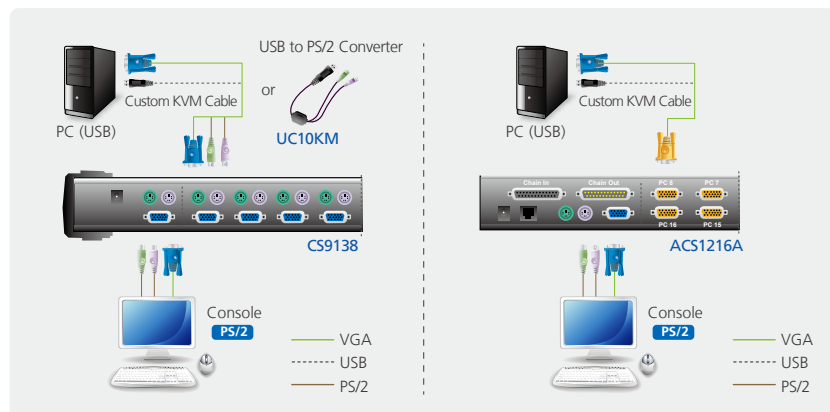 USB to PS/2 Converter
or
Custom KVM Cable
PC (USB)
UC10KM
CS9138
Console
PS/2
VGA
USB
PS/2
Custom KVM Cable
PC (USB)
Chain In
Chain Out
PC 8
PC 7
PC 16
PC 15
ACS1216A
Console
PS/2
VGA
USB
PS/2